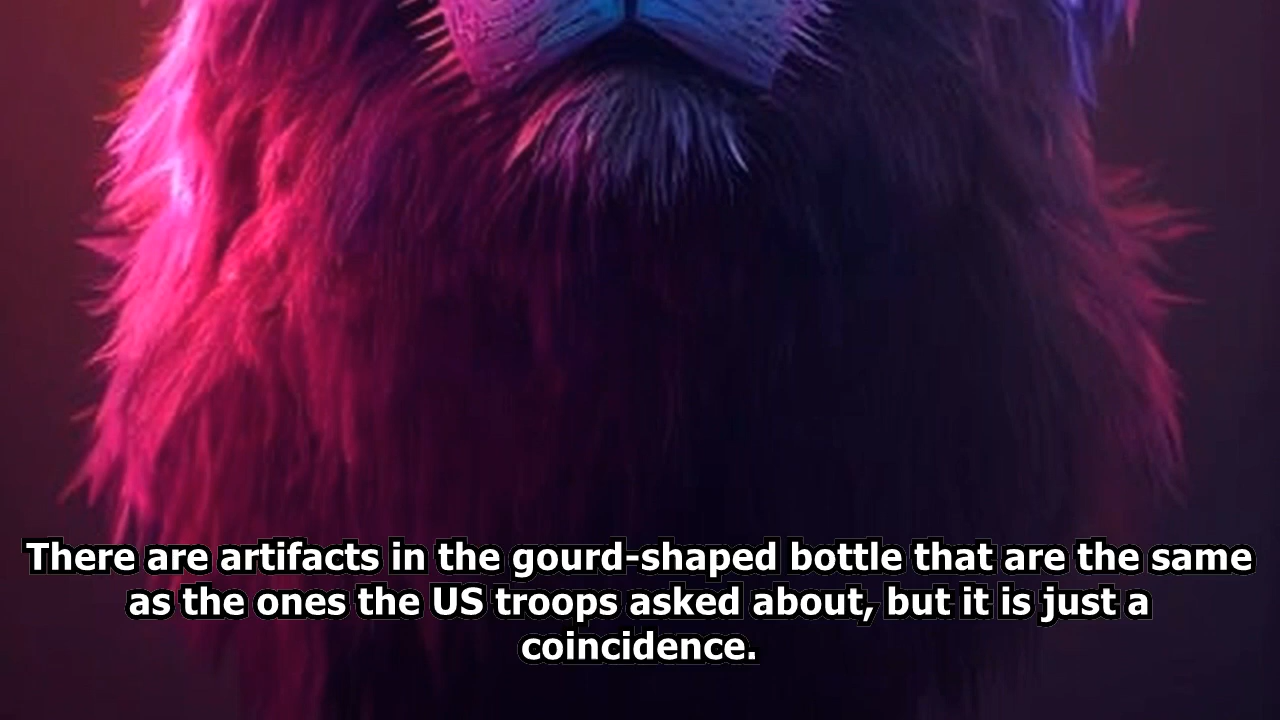 There are artifacts in the gourd-shaped bottle that are the same
as the ones the US troops asked about, but it is just a
coincidence.